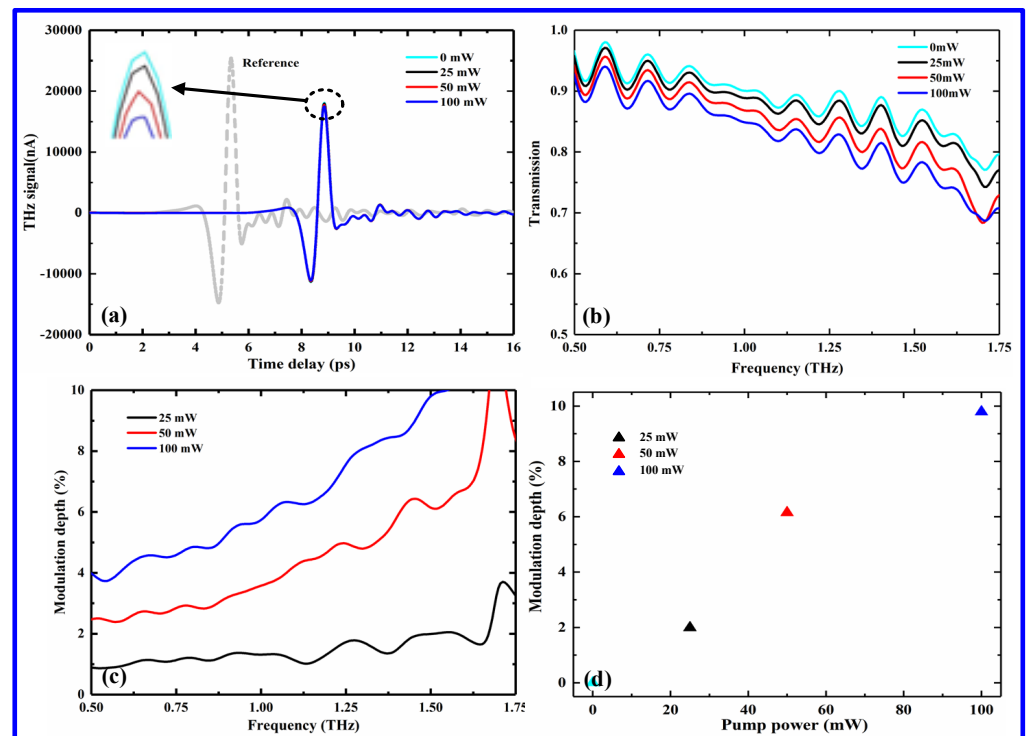 30000
20000
10000
0
-10000
-20000
THz signal(nA)
Reference
0 mW
25 mW
50 mW
100 mW
(a)
0 2 4 6 8 10 12 14 16
Time delay (ps)
1.0
0.9
0.8
0.7
0.6
0.5
Transmission
0mW
25mW
50mW
100mW
(b)
0.50 0.75 1.00 1.25 1.50 1.75
Frequency (THz)
10
8
6
4
2
0
Modulation depth (%)
25 mW
50 mW
100 mW
(c)
0.50 0.75 1.00 1.25 1.50 1.75
Frequency (THz)
10
8
6
4
2
0
Modulation depth (%)
25 mW
50 mW
100 mW
(d)
0 20 40 60 80 100
Pump power (mW)